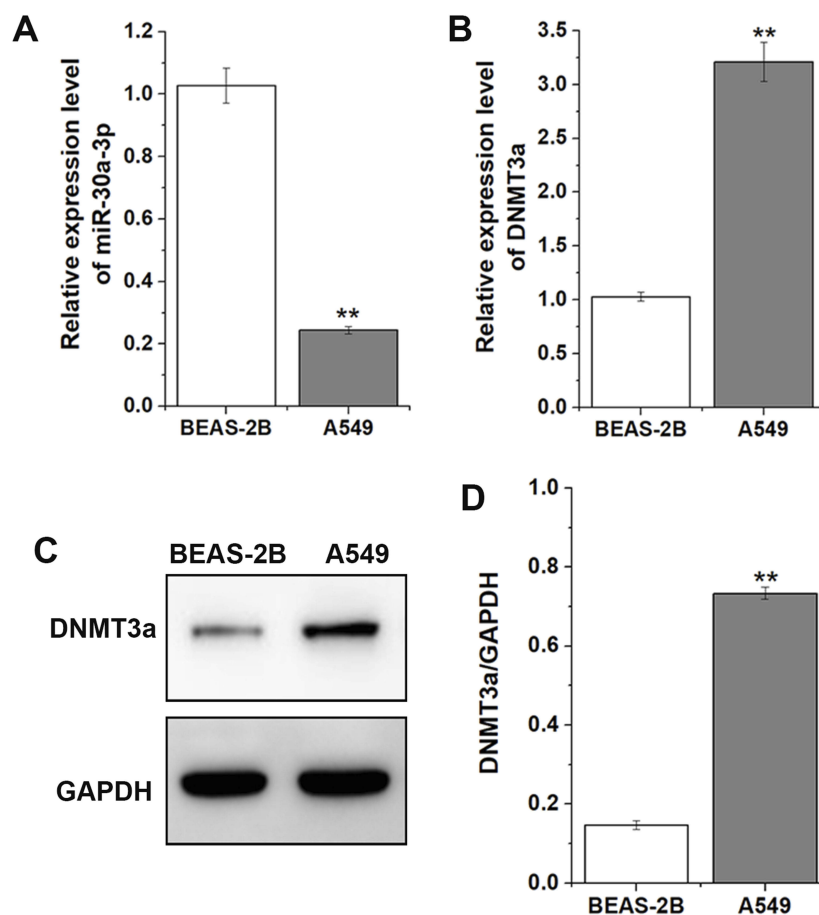 A
Relative expression level
of miR-30a-3p
1.2
1.0
0.8
0.6
0.4
0.2
0.0
**
BEAS-2B
A549
B
Relative expression level
of DNMT3a
3.5
3.0
2.5
2.0
1.5
1.0
0.5
0.0
**
BEAS-2B
A549
C
BEAS-2B
A549
DNMT3a
GAPDH
D
DNMT3a/GAPDH
1.0
0.8
0.6
0.4
0.2
0.0
**
BEAS-2B
A549